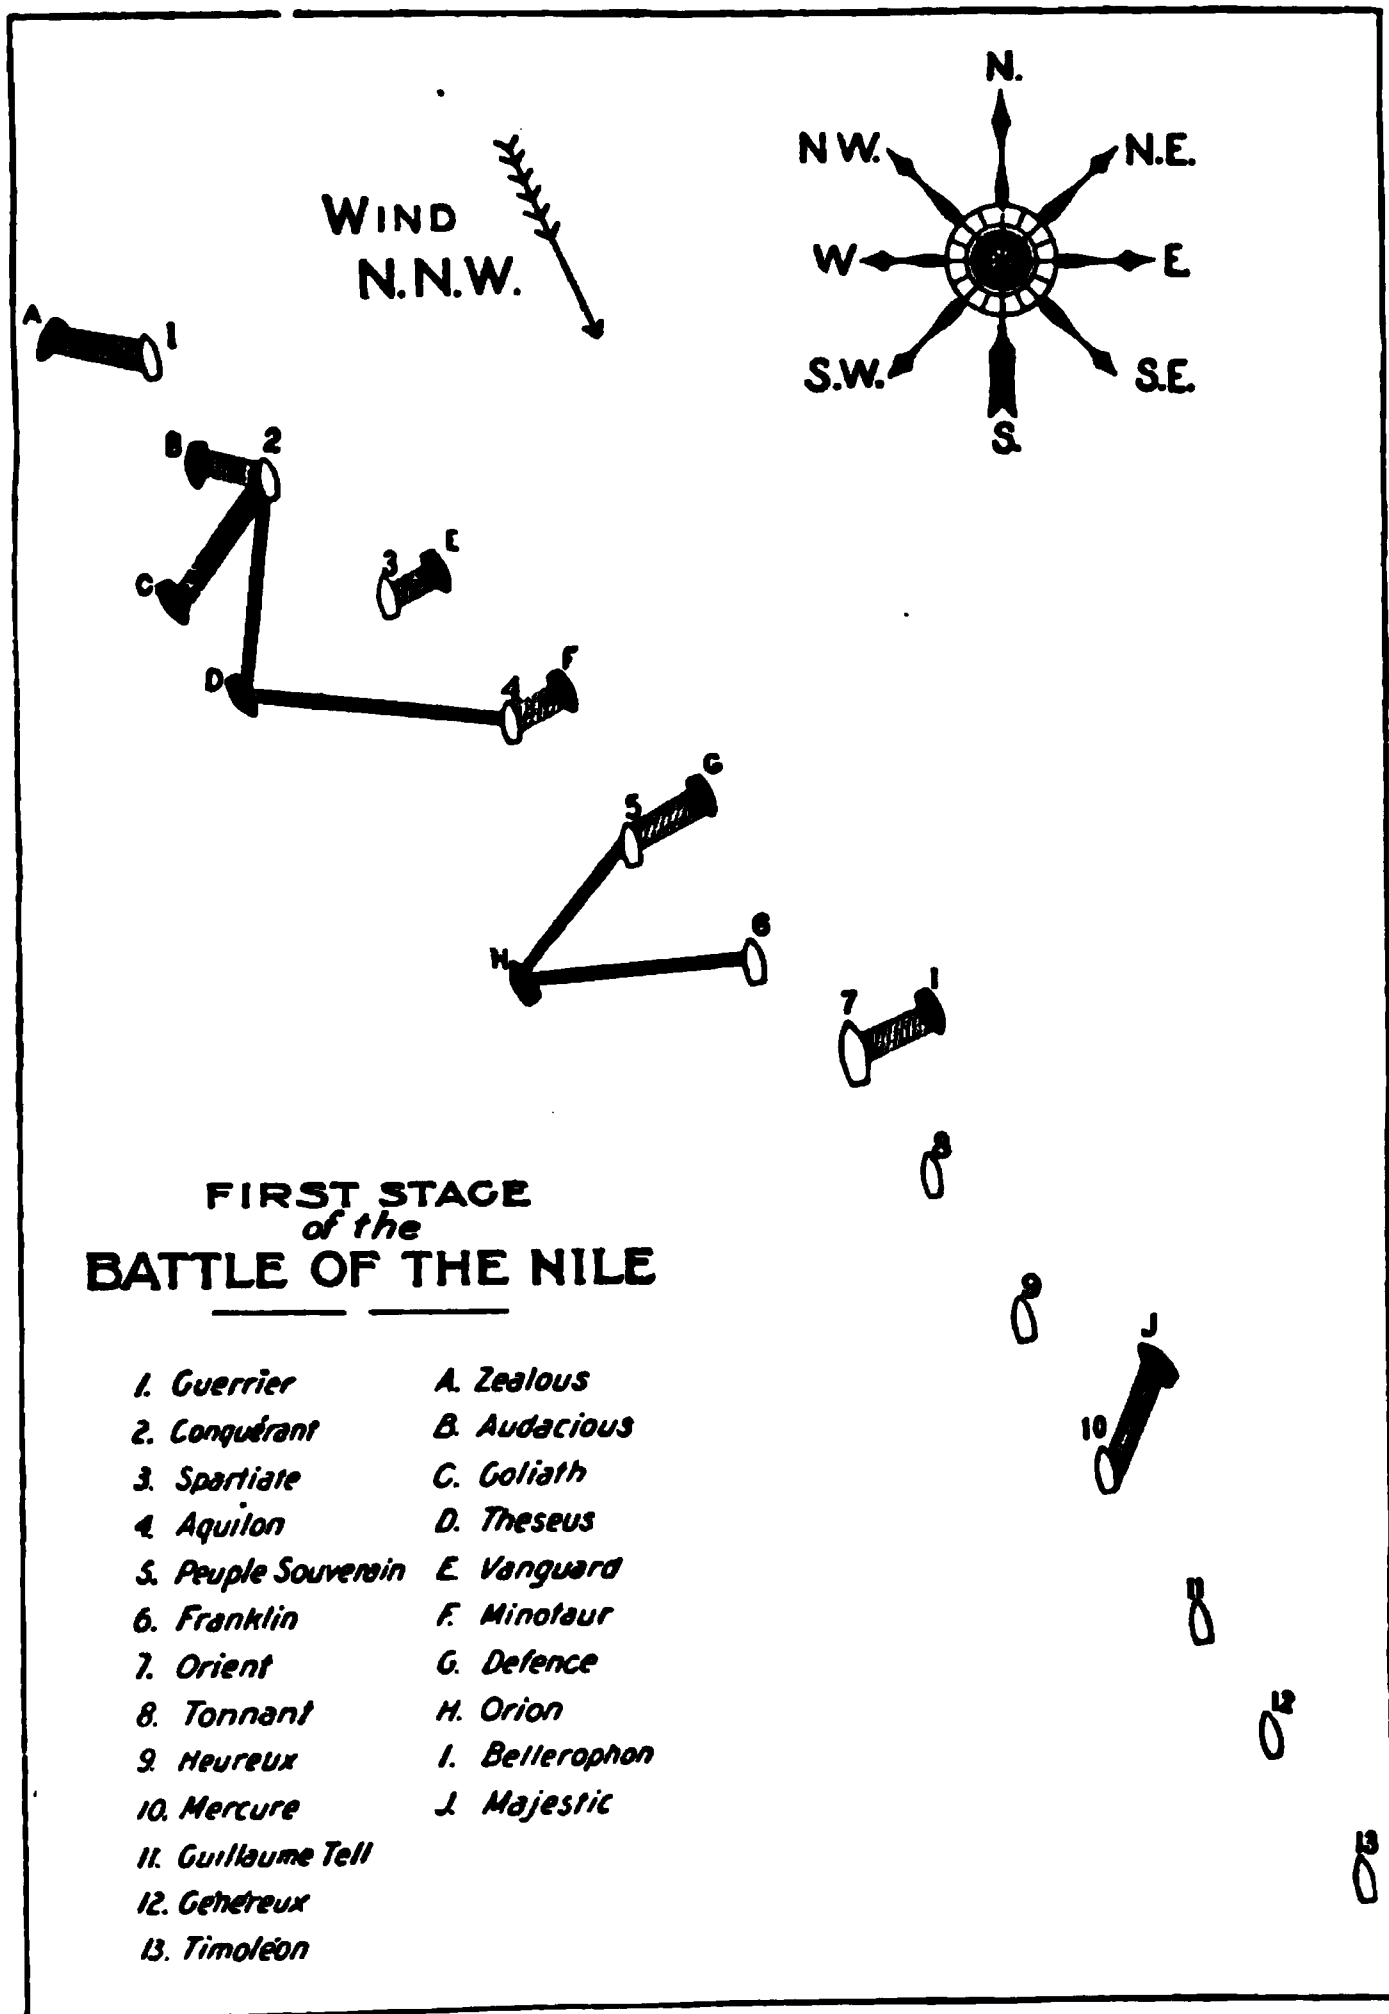 N.
N W.
N.E.
WIND
N.N.W.
W
E
S.W.
S.E.
S.
A
1
B
2
C
3
E
D
4
F
5
G
H
6
7
I
8
9
J
10
11
12
13
FIRST STAGE
of the
BATTLE OF THE NILE
1. Guerrier
2. Conquérant
3. Spartiate
4. Aquilon
5. Peuple Souverain
6. Franklin
7. Orient
8. Tonnant
9. Heureux
10. Mercure
11. Guillaume Tell
12. Généreux
13. Timoléon
A. Zealous
B. Audacious
C. Goliath
D. Theseus
E. Vanguard
F. Minotaur
G. Defence
H. Orion
I. Bellerophon
J. Majestic